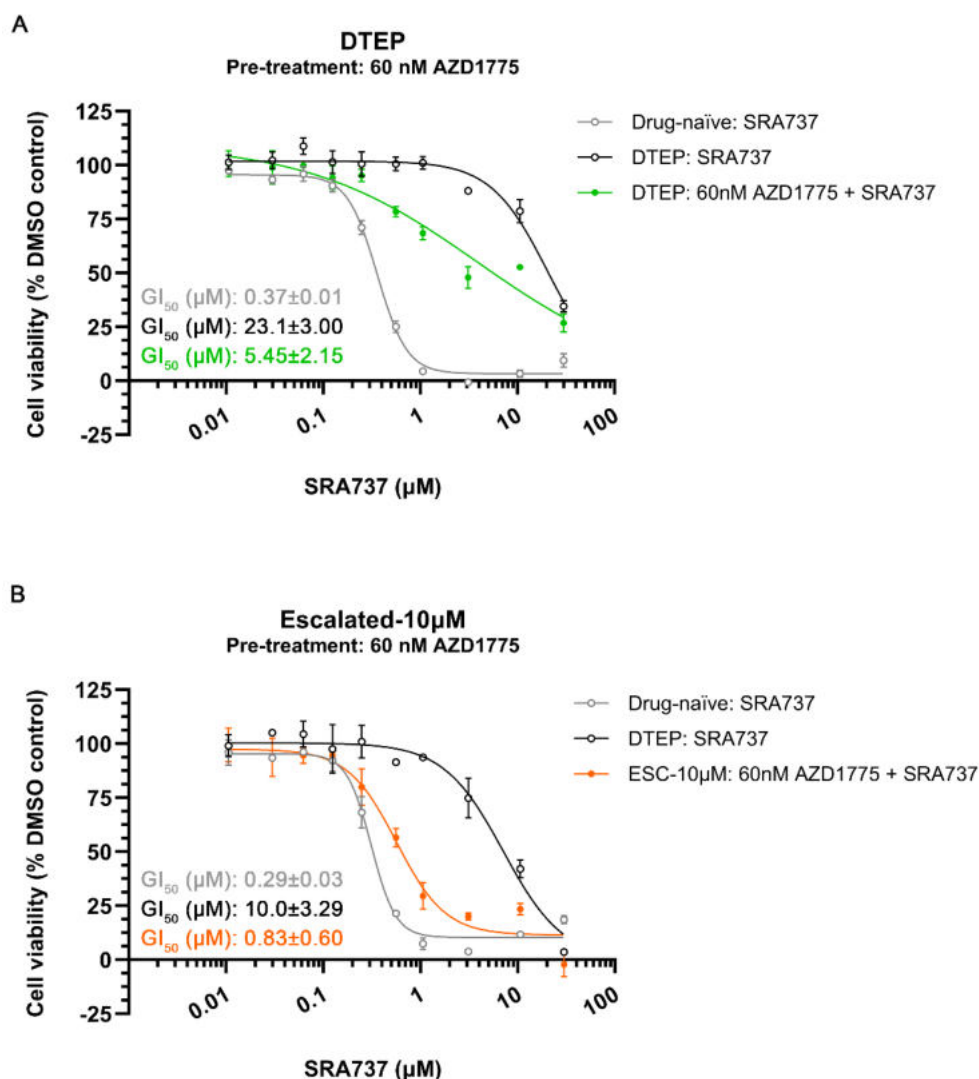 A
DTEP
Pre-treatment: 60 nM AZD1775
125
100
75
50
25
0
-25
Cell viability (% DMSO control)
GI50 (µM): 0.37±0.01
GI50 (µM): 23.1±3.00
GI50 (µM): 5.45±2.15
0.01
0.1
1
10
100
SRA737 (µM)
Drug-naïve: SRA737
DTEP: SRA737
DTEP: 60nM AZD1775 + SRA737
B
Escalated-10µM
Pre-treatment: 60 nM AZD1775
125
100
75
50
25
0
-25
Cell viability (% DMSO control)
GI50 (µM): 0.29±0.03
GI50 (µM): 10.0±3.29
GI50 (µM): 0.83±0.60
0.01
0.1
1
10
100
SRA737 (µM)
Drug-naïve: SRA737
DTEP: SRA737
ESC-10µM: 60nM AZD1775 + SRA737